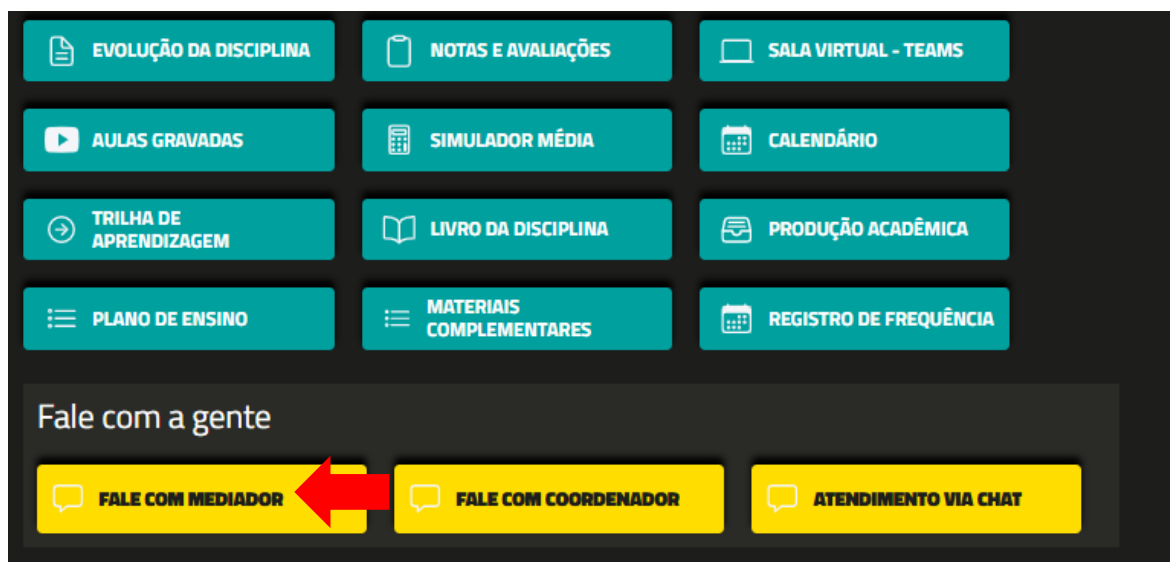 EVOLUÇÃO DA DISCIPLINA
NOTAS E AVALIAÇÕES
SALA VIRTUAL - TEAMS
AULAS GRAVADAS
SIMULADOR MÉDIA
CALENDÁRIO
TRILHA DE
APRENDIZAGEM
LIVRO DA DISCIPLINA
PRODUÇÃO ACADÊMICA
PLANO DE ENSINO
MATERIAIS
COMPLEMENTARES
REGISTRO DE FREQUÊNCIA
Fale com a gente
FALE COM MEDIADOR
FALE COM COORDENADOR
ATENDIMENTO VIA CHAT